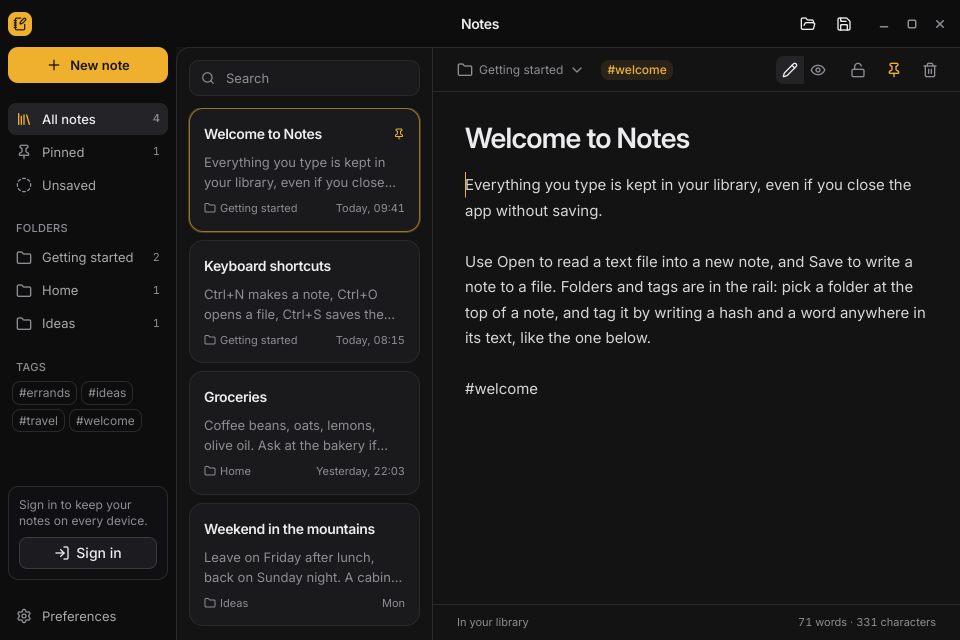 Notes
New note
All notes 4
Pinned 1
Unsaved
FOLDERS
Getting started 2
Home 1
Ideas 1
TAGS
#errands #ideas
#travel #welcome
Sign in to keep your
notes on every device.
Sign in
Preferences
Search
Welcome to Notes
Everything you type is kept in
your library, even if you close...
Getting started Today, 09:41
Keyboard shortcuts
Ctrl+N makes a note, Ctrl+O
opens a file, Ctrl+S saves the...
Getting started Today, 08:15
Groceries
Coffee beans, oats, lemons,
olive oil. Ask at the bakery if...
Home Yesterday, 22:03
Weekend in the mountains
Leave on Friday after lunch,
back on Sunday night. A cabin...
Ideas Mon
Getting started #welcome
Welcome to Notes
Everything you type is kept in your library, even if you close the
app without saving.
Use Open to read a text file into a new note, and Save to write a
note to a file. Folders and tags are in the rail: pick a folder at the
top of a note, and tag it by writing a hash and a word anywhere in
its text, like the one below.
#welcome
In your library 71 words · 331 characters